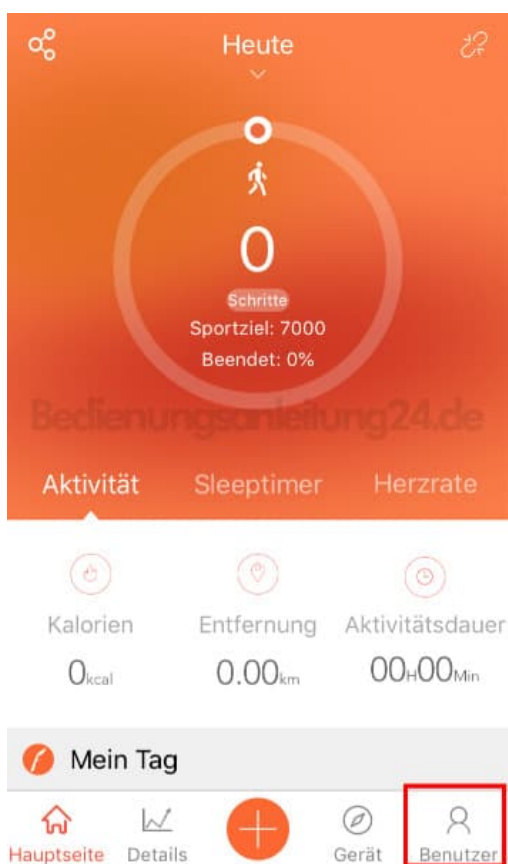 Heute
0
Schritte
Sportziel: 7000
Beendet: 0%
Bedienungsanleitung24.de
Aktivität Sleeptimer Herzrate
Kalorien Entfernung Aktivitätsdauer
0kcal 0.00km 00H00Min
Mein Tag
Hauptseite Details Gerät Benutzer